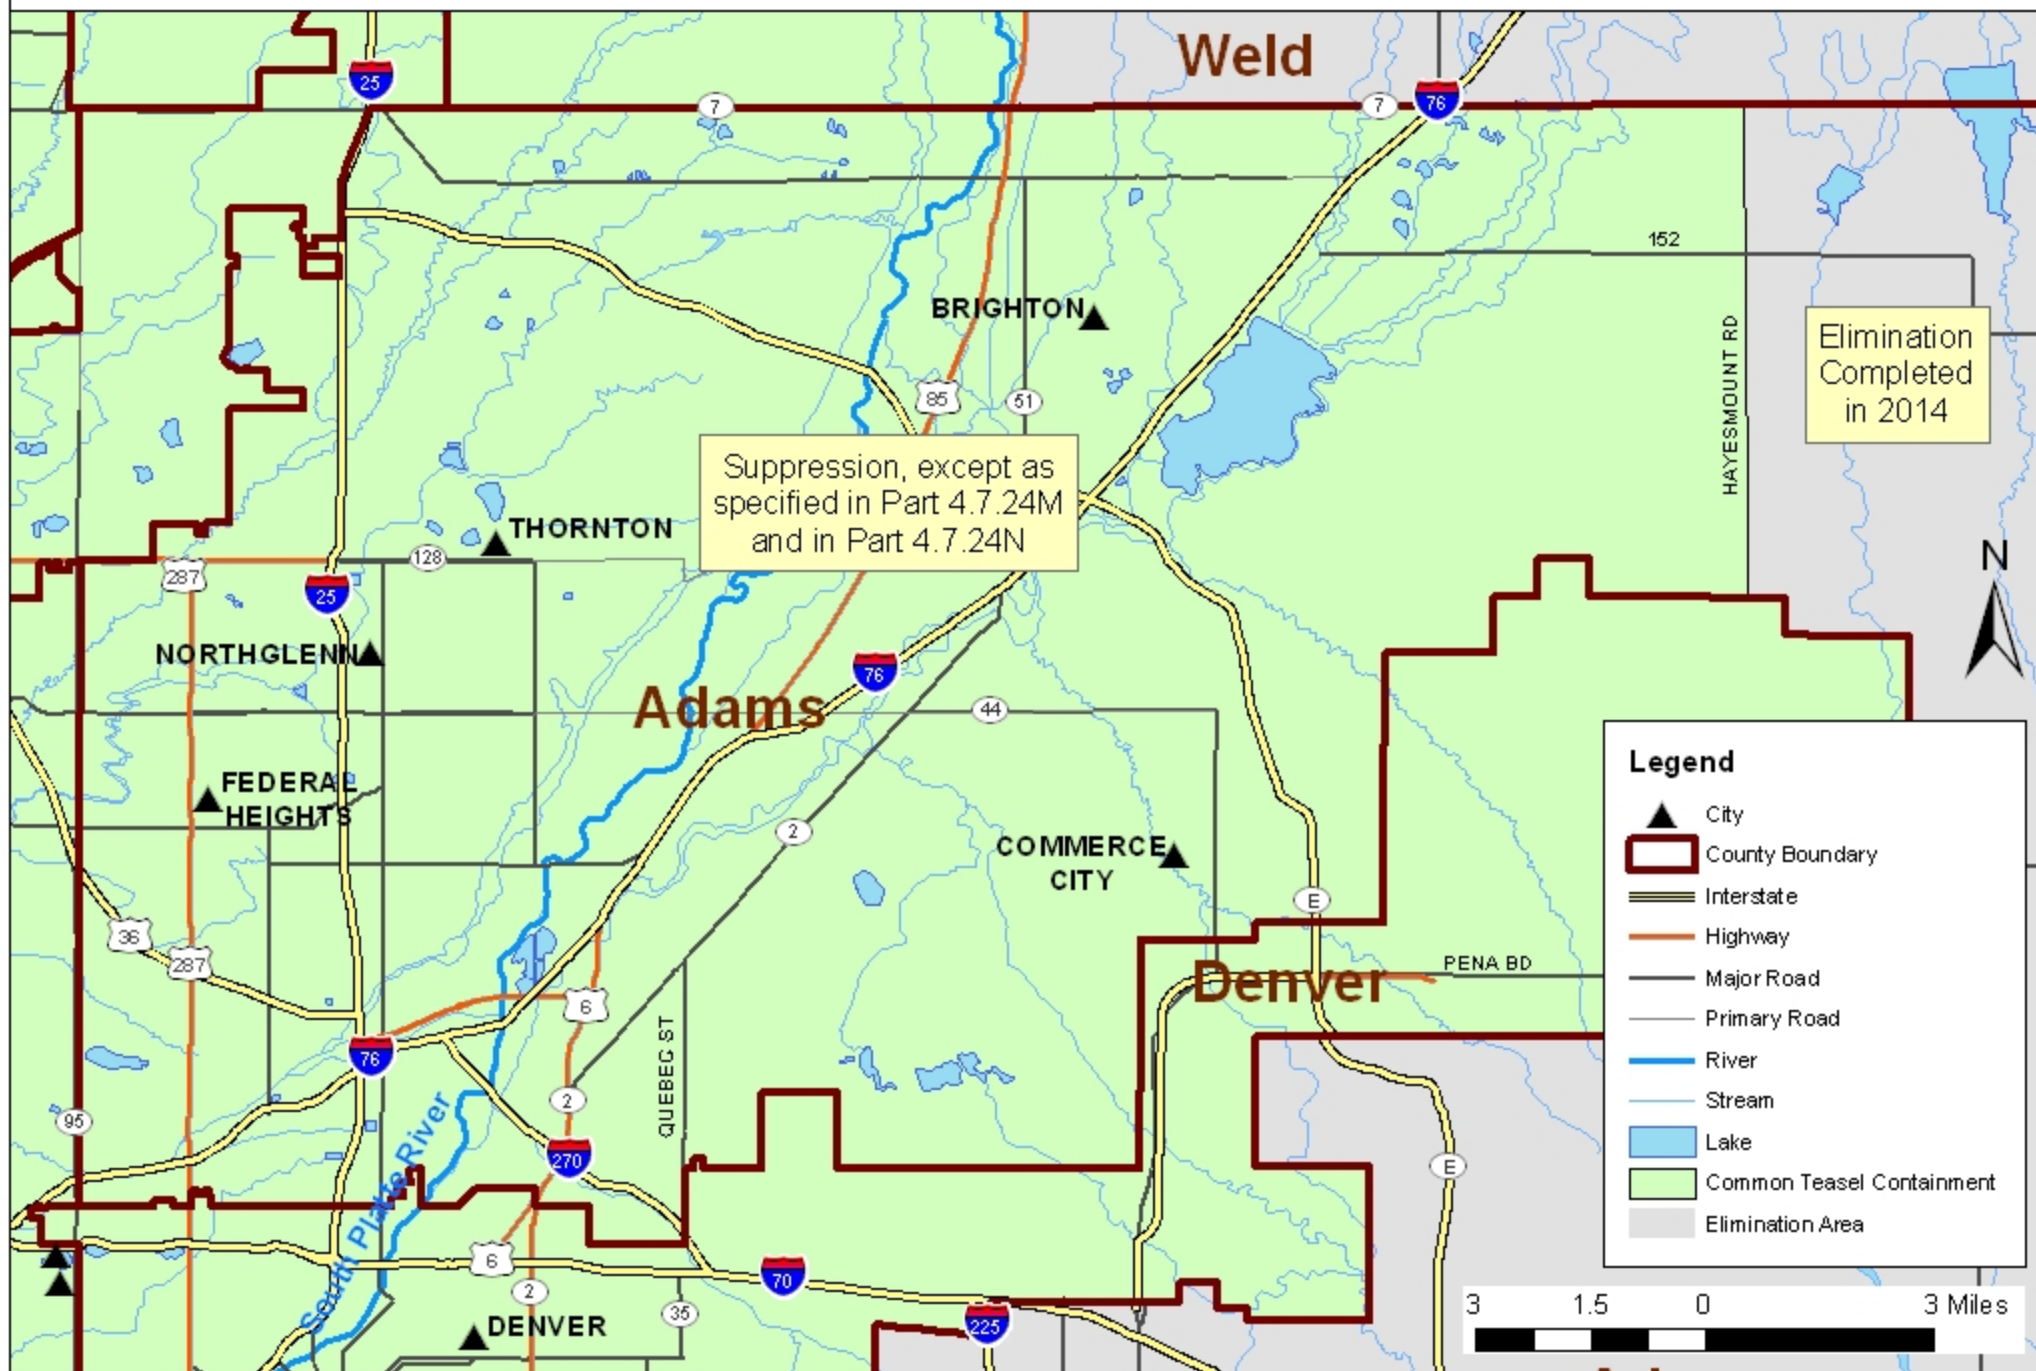 Weld
25
7
7
76
152
BRIGHTON
HAYESMOUNT RD
Elimination
Completed
in 2014
85
51
Suppression, except as
specified in Part 4.7.24M
and in Part 4.7.24N
THORNTON
128
287
25
N
NORTHGLENN
76
Adams
44
FEDERAL
HEIGHTS
2
COMMERCE
CITY
E
36
287
Denver
PENA BD
6
QUEBEC ST
76
2
95
270
E
South Platte River
6
2
70
35
225
DENVER
Legend
City
County Boundary
Interstate
Highway
Major Road
Primary Road
River
Stream
Lake
Common Teasel Containment
Elimination Area
3 1.5 0 3 Miles